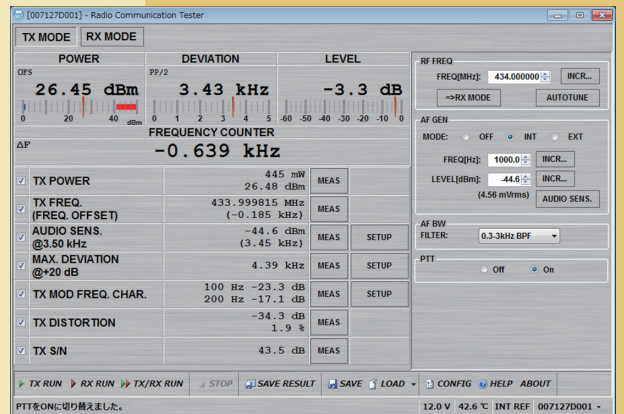 [007127D001] - Radio Communication Tester
TX MODE RX MODE
POWER DEVIATION LEVEL
OFS PP/2
26.45 dBm 3.43 kHz -3.3 dB
0 20 40 dBm 0 1 2 3 4 5 -60 -50 -40 -30 -20 -10 0
FREQUENCY COUNTER
ΔF -0.639 kHz
TX POWER 445 mW 26.48 dBm MEAS
TX FREQ. (FREQ. OFFSET) 433.999815 MHz (-0.185 kHz) MEAS
AUDIO SENS. @3.50 kHz -44.6 dBm (3.45 kHz) MEAS SETUP
MAX. DEVIATION @+20 dB 4.39 kHz MEAS SETUP
TX MOD FREQ. CHAR. 100 Hz -23.3 dB 200 Hz -17.1 dB MEAS SETUP
TX DISTORTION -34.3 dB 1.9 % MEAS
TX S/N 43.5 dB MEAS
RF FREQ
FREQ[MHz]: 434.000000 INCR...
=>RX MODE AUTOTUNE
AF GEN
MODE: OFF INT EXT
FREQ[Hz]: 1000.0 INCR...
LEVEL[dBm]: -44.6 INCR...
(4.56 mVrms) AUDIO SENS.
AF BW
FILTER: 0.3-3kHz BPF
PTT
Off On
TX RUN RX RUN TX/RX RUN STOP SAVE RESULT SAVE LOAD CONFIG HELP ABOUT
PTTをONに切り替えました。 12.0 V 42.6 ℃ INT REF 007127D001